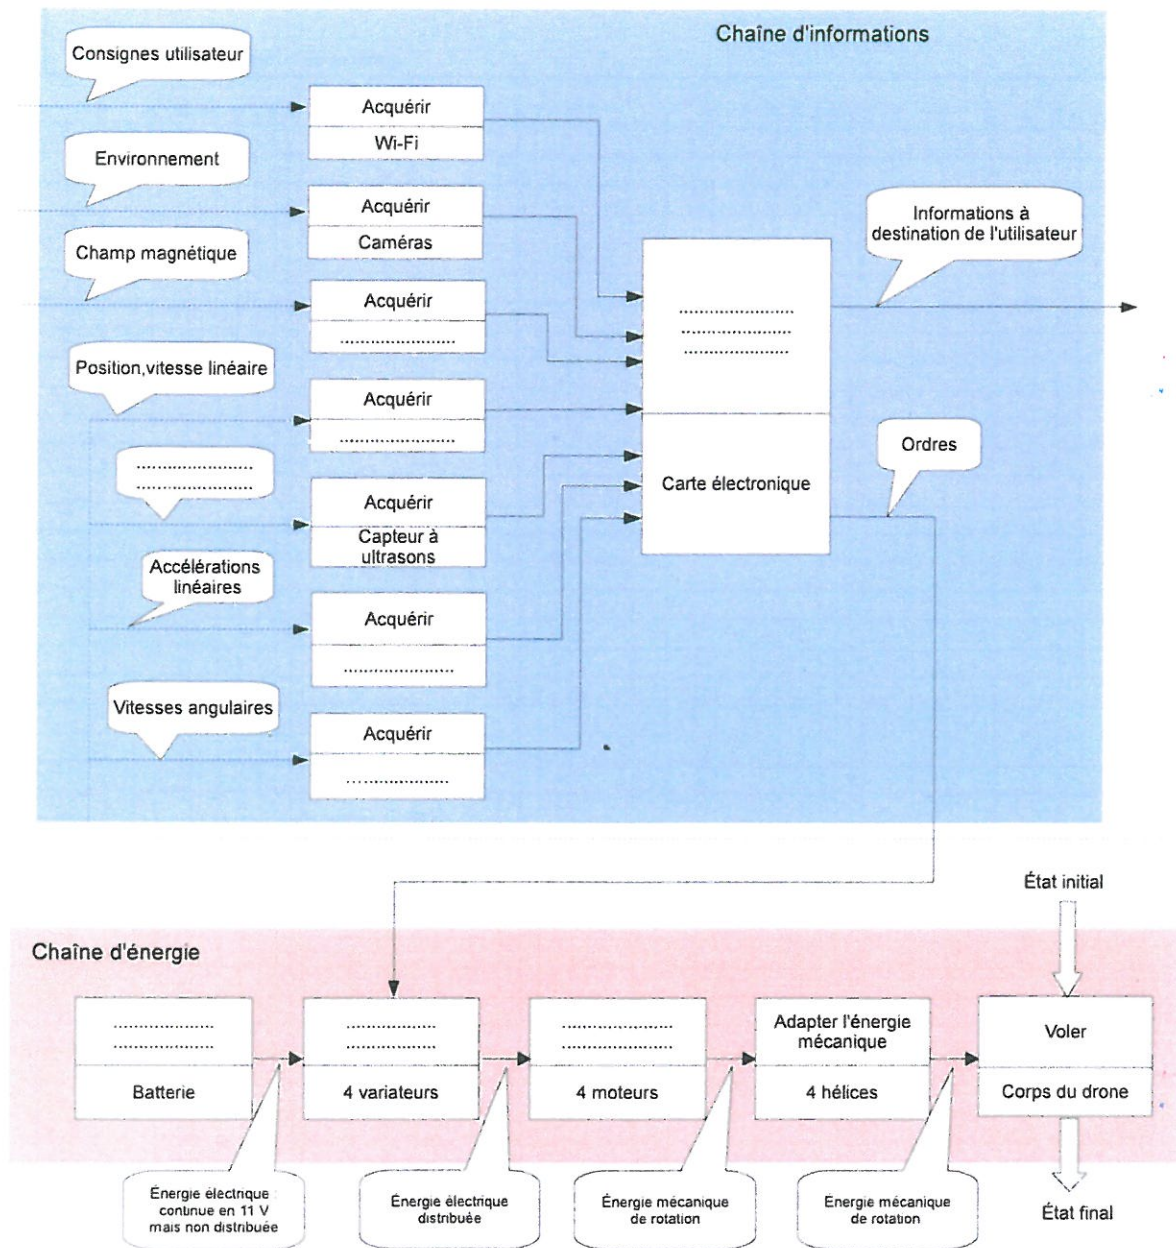 Chaîne d'informations
Consignes utilisateur
Acquérir
Wi-Fi
Environnement
Acquérir
Caméras
Champ magnétique
Acquérir
........................
Informations à
destination de l'utilisateur
........................
........................
........................
Position,vitesse linéaire
Acquérir
........................
........................
........................
Acquérir
Capteur à
ultrasons
Carte électronique
Ordres
Accélérations
linéaires
Acquérir
........................
Vitesses angulaires
Acquérir
........................
État initial
Chaîne d'énergie
........................
........................
Batterie
........................
........................
4 variateurs
........................
........................
4 moteurs
Adapter l'énergie
mécanique
4 hélices
Voler
Corps du drone
Énergie électrique :
continue en 11 V
mais non distribuée
Énergie électrique
distribuée
Énergie mécanique
de rotation
Énergie mécanique
de rotation
État final